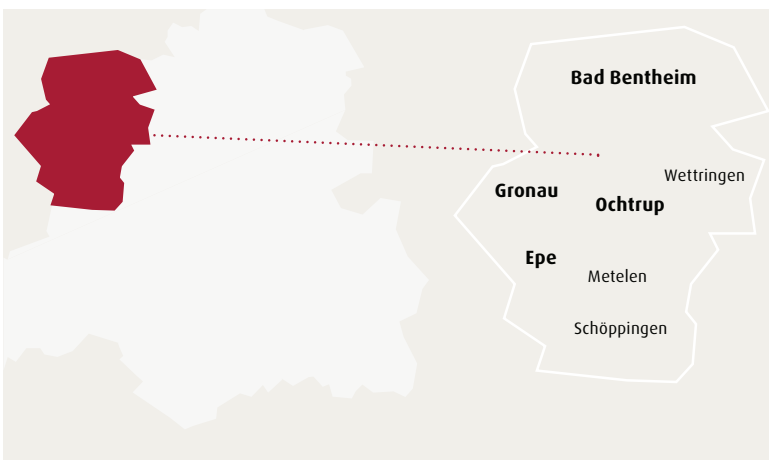 Bad Bentheim
Wettringen
Gronau
Ochtrup
Epe
Metelen
Schöppingen